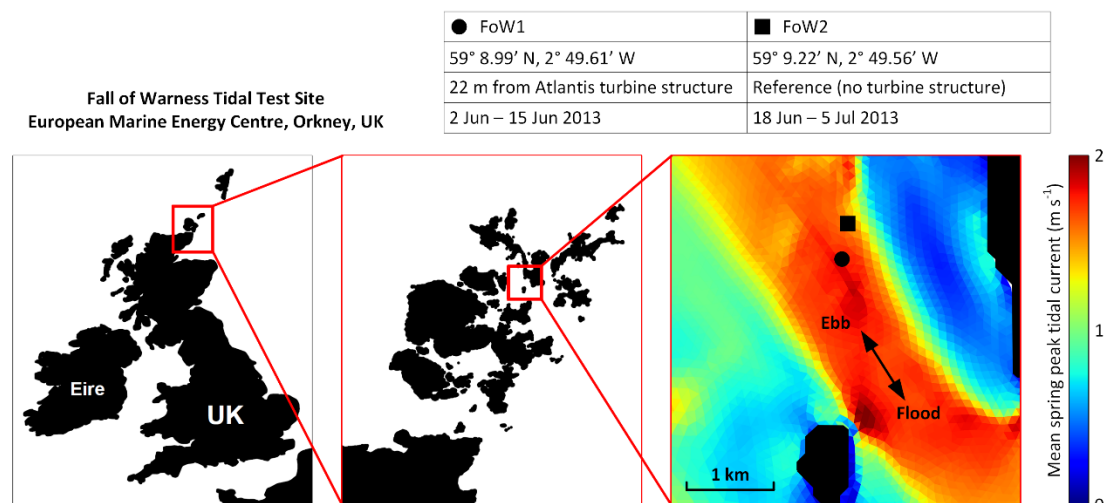 ● FoW1 ■ FoW2
59° 8.99’ N, 2° 49.61’ W 59° 9.22’ N, 2° 49.56’ W
22 m from Atlantis turbine structure Reference (no turbine structure)
2 Jun – 15 Jun 2013 18 Jun – 5 Jul 2013
Fall of Warness Tidal Test Site
European Marine Energy Centre, Orkney, UK
Eire
UK
Ebb
Flood
1 km
2
0
Mean spring peak tidal current (m s⁻¹)